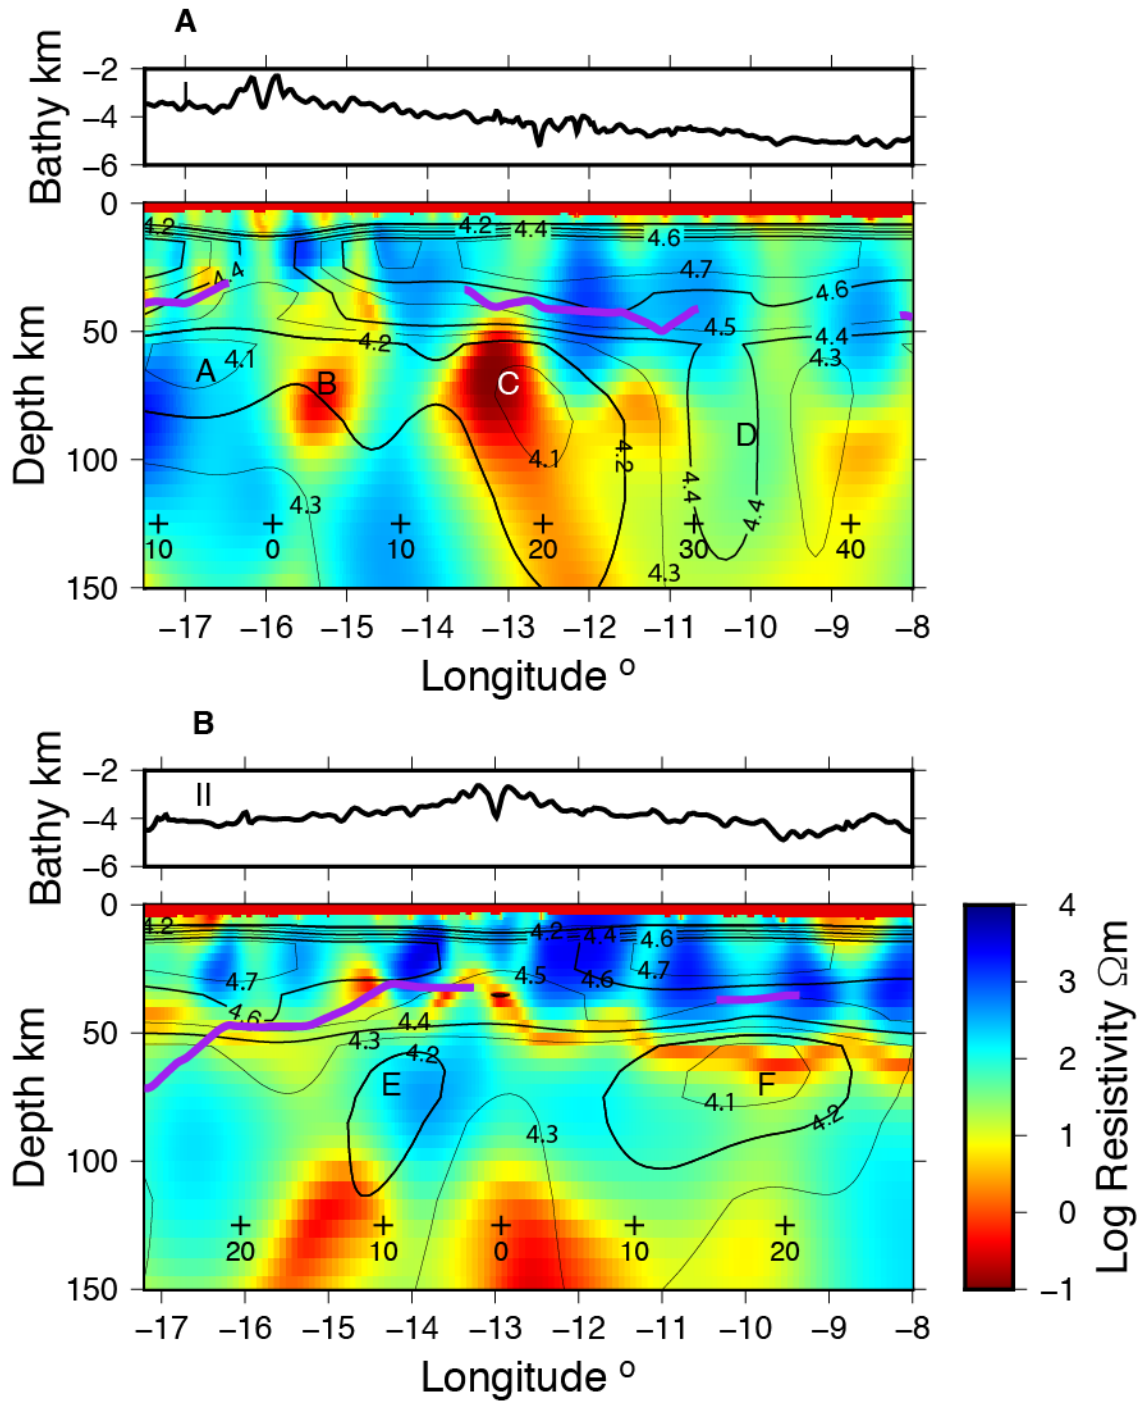 A
Bathy km
−2
−4
−6
I
Depth km
0
50
100
150
4.2 4.2 4.4 4.6
4.4 4.7 4.6
4.5 4.4
4.2 4.3
4.1
A B C
4.1 4.2 D
4.3 4.4 4.4
10 0 10 20 30 40
4.3
−17 −16 −15 −14 −13 −12 −11 −10 −9 −8
Longitude o
B
Bathy km
−2
−4
−6
II
Depth km
0
50
100
150
4.2 4.2 4.4 4.6
4.7 4.5 4.6 4.7
4.6 4.4
4.3 4.2
E F
4.1 4.2
4.3
20 10 0 10 20
−17 −16 −15 −14 −13 −12 −11 −10 −9 −8
Longitude o
4
3
2
1
0
−1
Log Resistivity Ωm